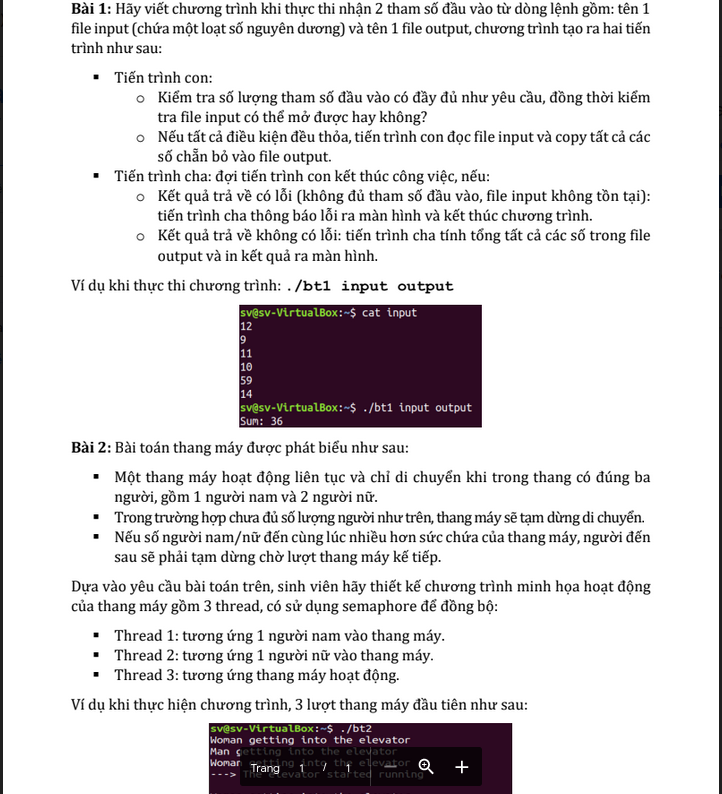 Bài 1: Hãy viết chương trình khi thực thi nhận 2 tham số đầu vào từ dòng lệnh gồm: tên 1
file input (chứa một loạt số nguyên dương) và tên 1 file output, chương trình tạo ra hai tiến
trình như sau:
▪ Tiến trình con:
o Kiểm tra số lượng tham số đầu vào có đầy đủ như yêu cầu, đồng thời kiểm
tra file input có thể mở được hay không?
o Nếu tất cả điều kiện đều thỏa, tiến trình con đọc file input và copy tất cả các
số chẵn bỏ vào file output.
▪ Tiến trình cha: đợi tiến trình con kết thúc công việc, nếu:
o Kết quả trả về có lỗi (không đủ tham số đầu vào, file input không tồn tại):
tiến trình cha thông báo lỗi ra màn hình và kết thúc chương trình.
o Kết quả trả về không có lỗi: tiến trình cha tính tổng tất cả các số trong file
output và in kết quả ra màn hình.
Ví dụ khi thực thi chương trình: ./bt1 input output
sv@sv-VirtualBox:~$ cat input
12
9
11
10
59
14
sv@sv-VirtualBox:~$ ./bt1 input output
Sum: 36
Bài 2: Bài toán thang máy được phát biểu như sau:
▪ Một thang máy hoạt động liên tục và chỉ di chuyển khi trong thang có đúng ba
người, gồm 1 người nam và 2 người nữ.
▪ Trong trường hợp chưa đủ số lượng người như trên, thang máy sẽ tạm dừng di chuyển.
▪ Nếu số người nam/nữ đến cùng lúc nhiều hơn sức chứa của thang máy, người đến
sau sẽ phải tạm dừng chờ lượt thang máy kế tiếp.
Dựa vào yêu cầu bài toán trên, sinh viên hãy thiết kế chương trình minh họa hoạt động
của thang máy gồm 3 thread, có sử dụng semaphore để đồng bộ:
▪ Thread 1: tương ứng 1 người nam vào thang máy.
▪ Thread 2: tương ứng 1 người nữ vào thang máy.
▪ Thread 3: tương ứng thang máy hoạt động.
Ví dụ khi thực hiện chương trình, 3 lượt thang máy đầu tiên như sau:
sv@sv-VirtualBox:~$ ./bt2
Woman getting into the elevator
Man getting into the elevator
Woman getting into the elevator
---> The elevator started running
Trang 1 / 1